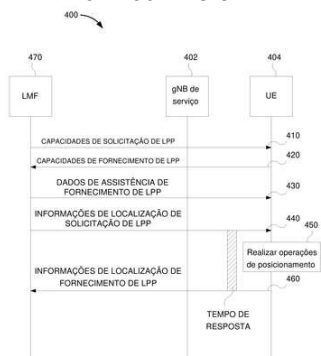 400
470
402
404
LMF
gNB de
serviço
UE
CAPACIDADES DE SOLICITAÇÃO DE LPP
410
CAPACIDADES DE FORNECIMENTO DE LPP
420
DADOS DE ASSISTÊNCIA DE
FORNECIMENTO DE LPP
430
INFORMAÇÕES DE LOCALIZAÇÃO DE
SOLICITAÇÃO DE LPP
440
450
Realizar operações
de posicionamento
INFORMAÇÕES DE LOCALIZAÇÃO DE
FORNECIMENTO DE LPP
460
TEMPO DE
RESPOSTA